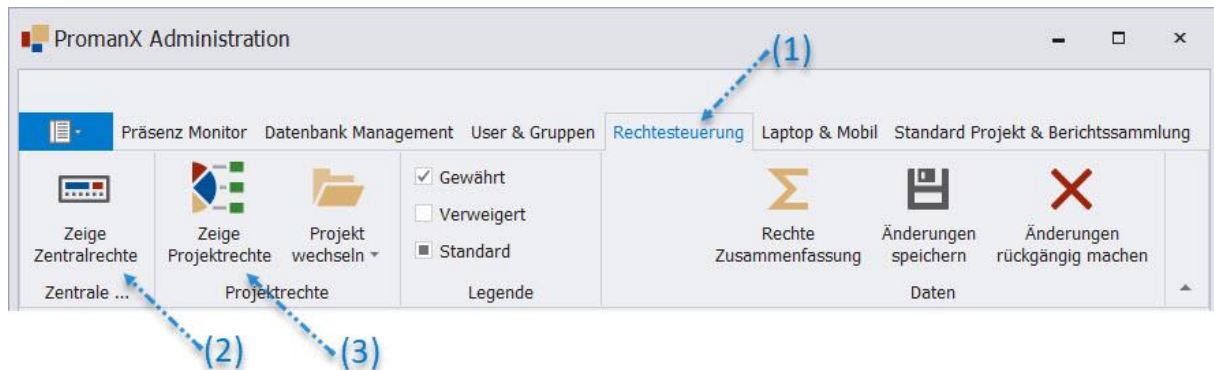 PromanX Administration
(1)
Präsenz Monitor Datenbank Management User & Gruppen Rechtesteuerung Laptop & Mobil Standard Projekt & Berichtssammlung
Zeige
Zentralrechte
Zentrale ...
Zeige
Projektrechte
Projekt
wechseln
Projektrechte
Gewährt
Verweigert
Standard
Legende
Rechte
Zusammenfassung
Änderungen
speichern
Änderungen
rückgängig machen
Daten
(2)
(3)